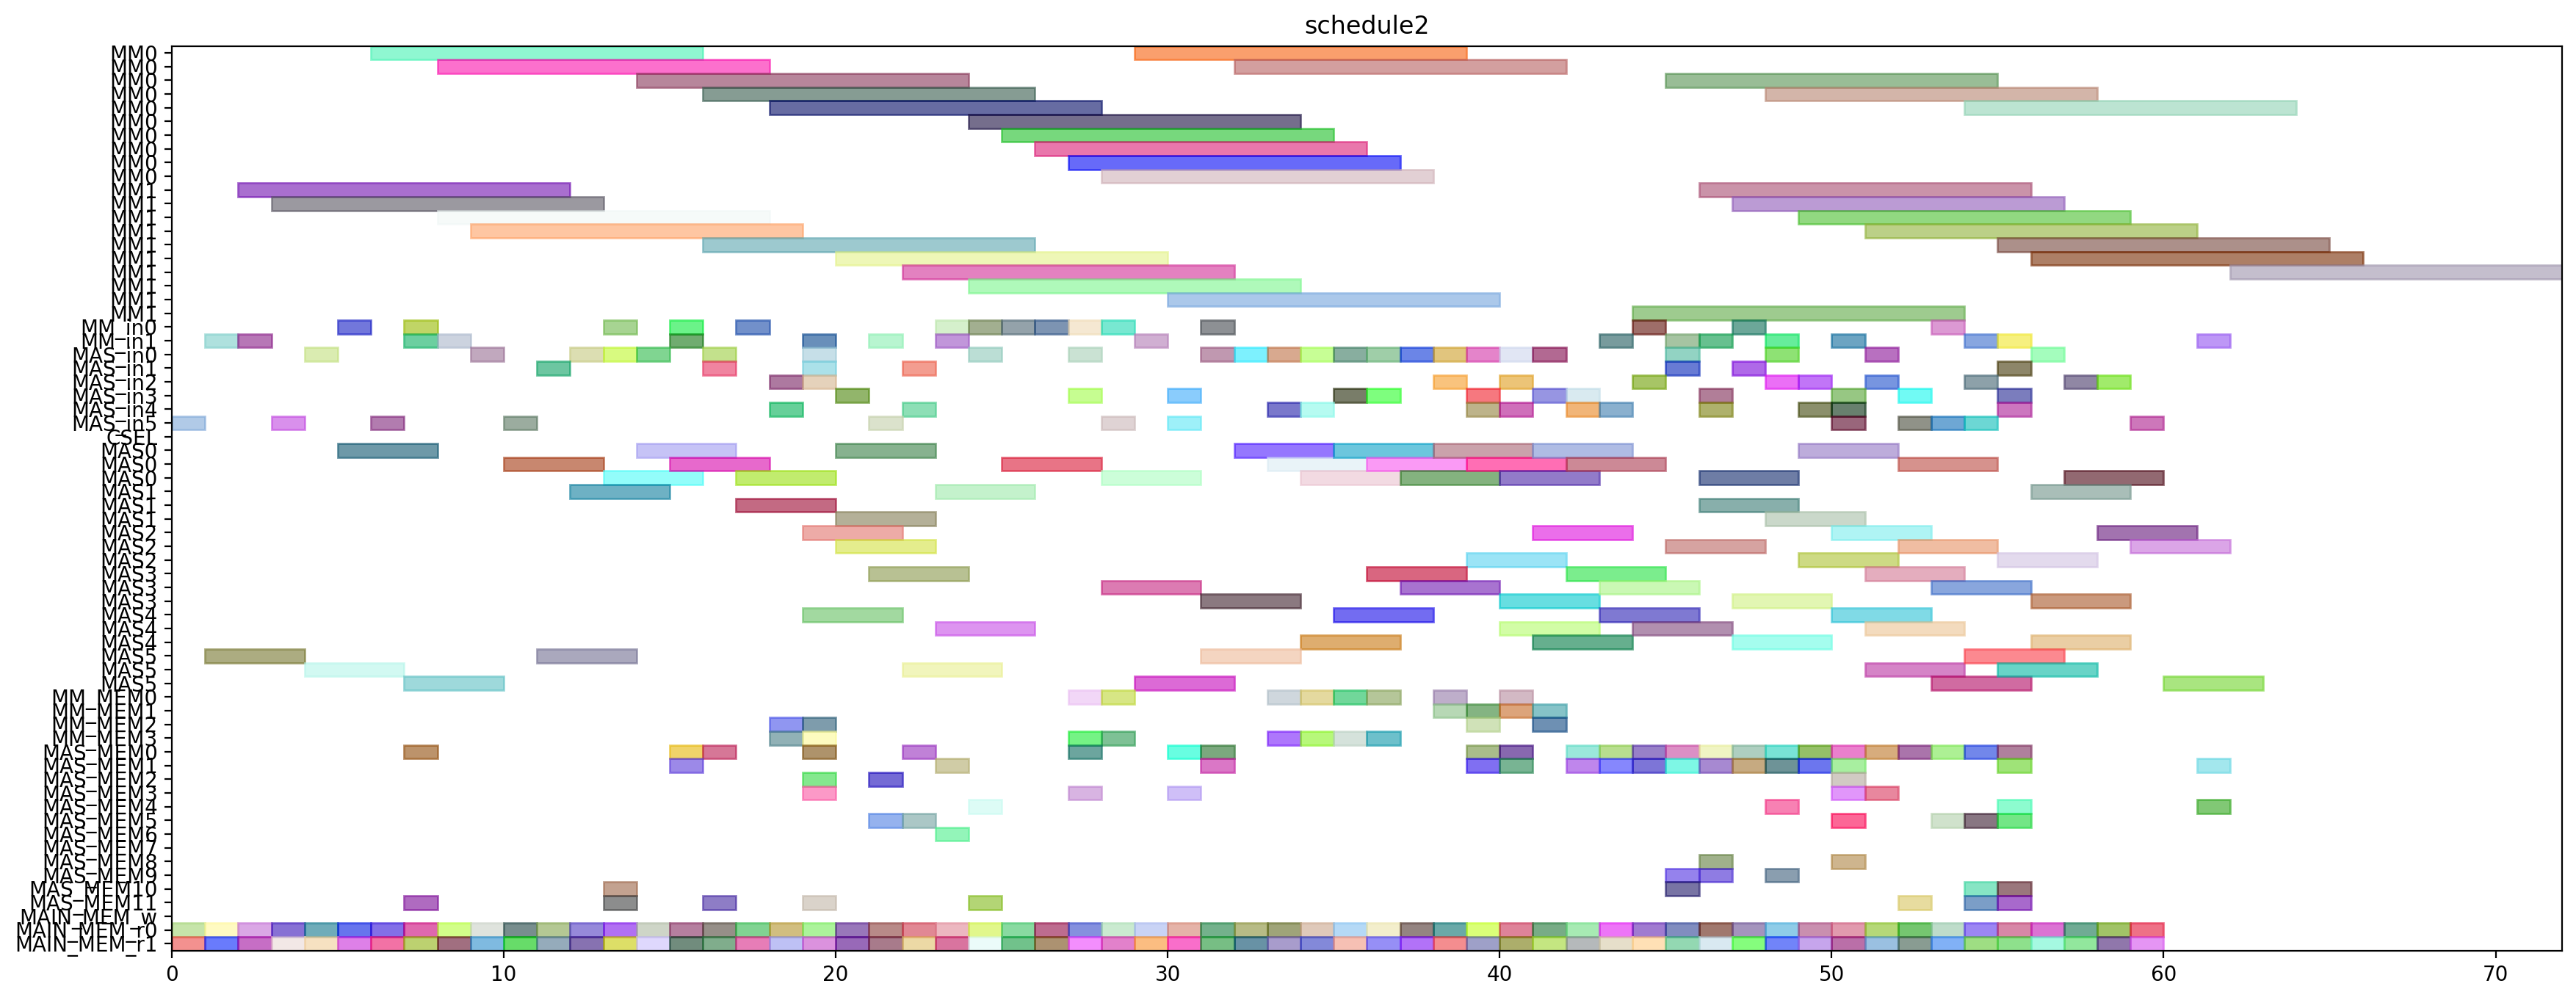 schedule2
MM0
MM0
MM0
MM0
MM0
MM0
MM0
MM0
MM0
MM0
MM1
MM1
MM1
MM1
MM1
MM1
MM1
MM1
MM1
MM1
MM_in0
MM_in1
MAS_in0
MAS_in1
MAS_in2
MAS_in3
MAS_in4
MAS_in5
CSEL
MAS0
MAS0
MAS0
MAS1
MAS1
MAS1
MAS2
MAS2
MAS2
MAS3
MAS3
MAS3
MAS4
MAS4
MAS4
MAS5
MAS5
MAS5
MM_MEM0
MM_MEM1
MM_MEM2
MM_MEM3
MAS_MEM0
MAS_MEM1
MAS_MEM2
MAS_MEM3
MAS_MEM4
MAS_MEM5
MAS_MEM6
MAS_MEM7
MAS_MEM8
MAS_MEM9
MAS_MEM10
MAS_MEM11
MAIN_MEM_w
MAIN_MEM_r0
MAIN_MEM_r1
0 10 20 30 40 50 60 70